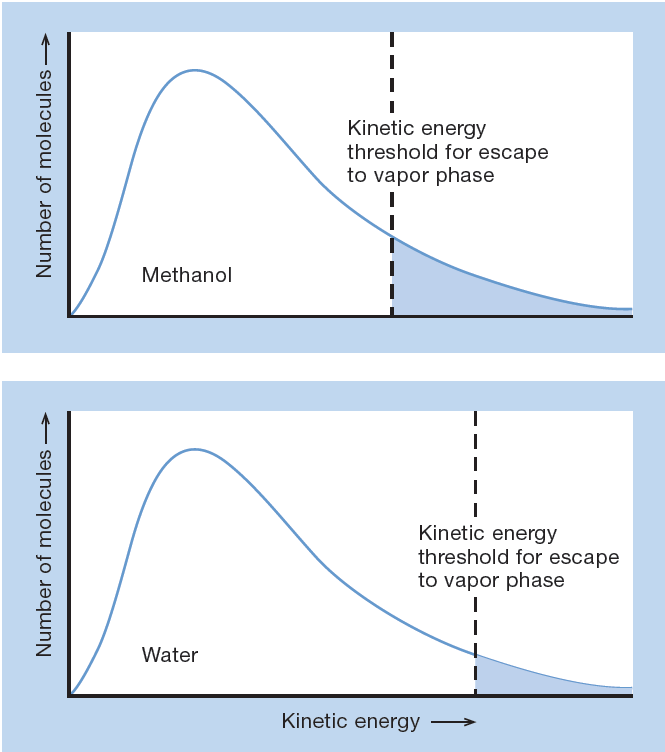 Number of molecules
Kinetic energy
threshold for escape
to vapor phase
Methanol
Number of molecules
Kinetic energy
threshold for escape
to vapor phase
Water
Kinetic energy